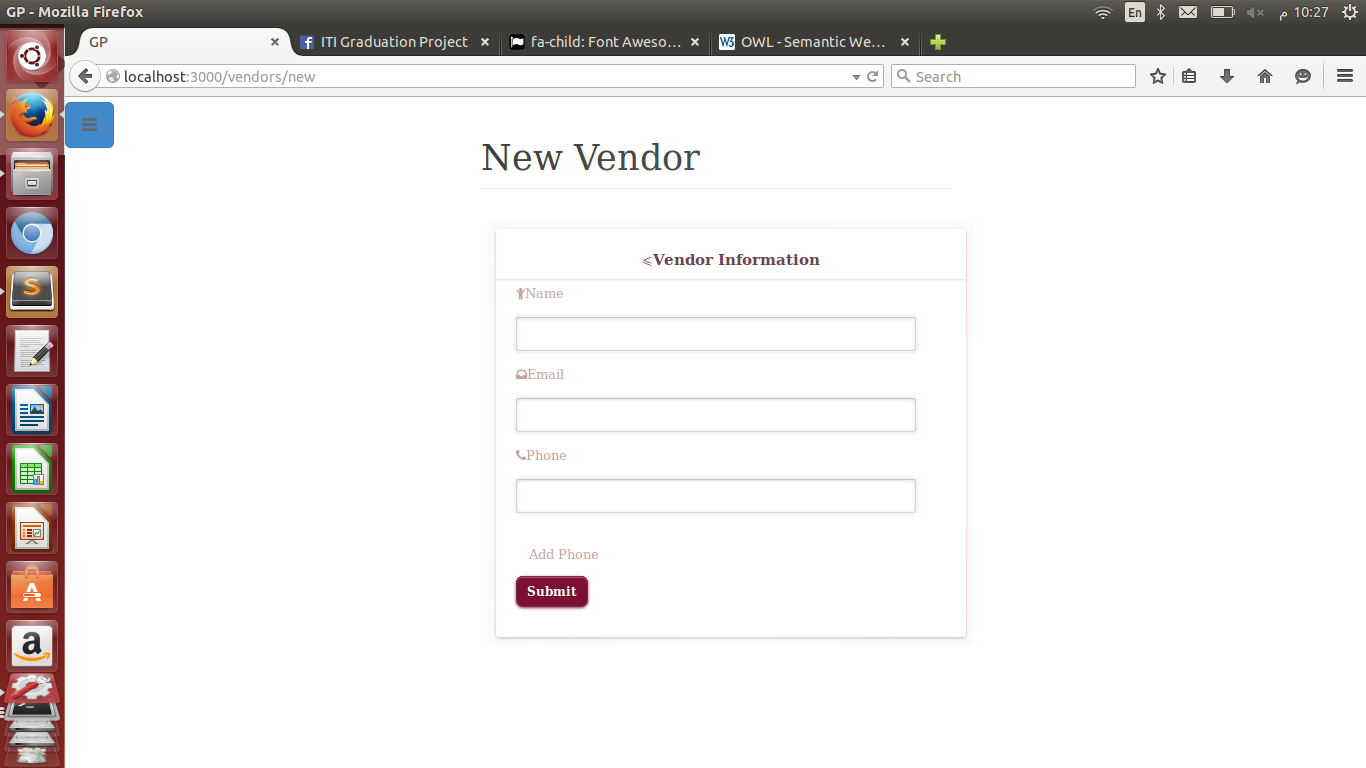 GP - Mozilla Firefox
En
10:27 م
GP
ITI Graduation Project
fa-child: Font Aweso...
OWL - Semantic We...
localhost:3000/vendors/new
Search
New Vendor
⩿Vendor Information
Name
Email
Phone
Add Phone
Submit